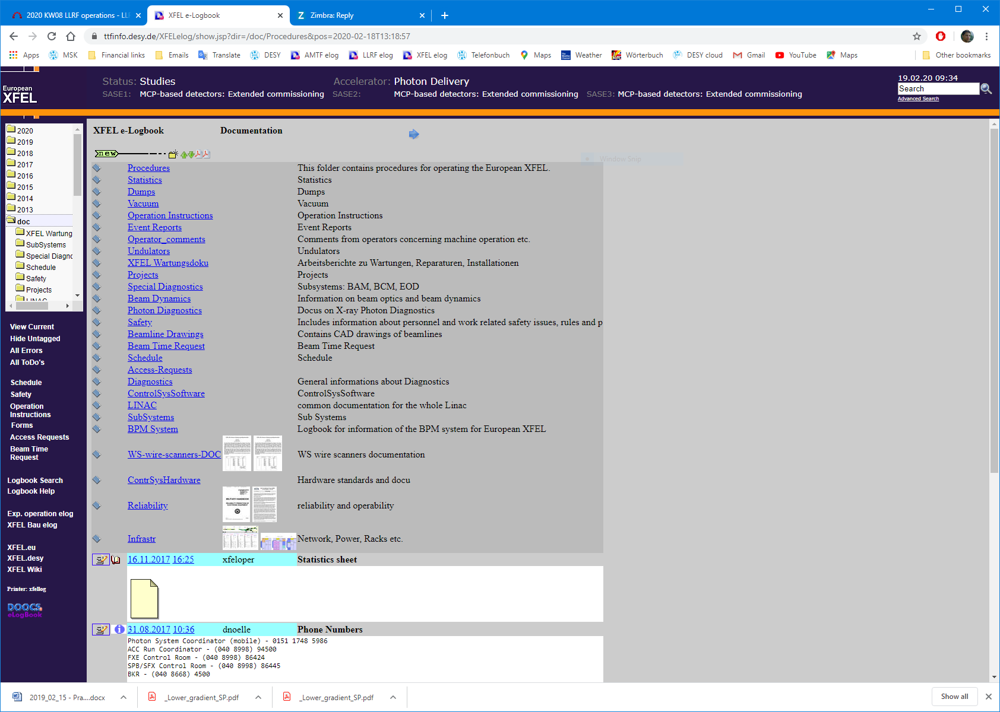 2020 KW08 LLRF operations - LL
XFEL e-Logbook
Zimbra: Reply
ttfinfo.desy.de/XFELelog/show.jsp?dir=/doc/Procedures&pos=2020-02-18T13:18:57
Apps MSK Financial links Emails Translate DESY AMTF elog LLRF elog XFEL elog Telefonbuch Maps Weather Wörterbuch DESY cloud Gmail YouTube Maps Other bookmarks
European
XFEL
Status: Studies Accelerator: Photon Delivery
SASE1: MCP-based detectors: Extended commissioning SASE2: MCP-based detectors: Extended commissioning SASE3: MCP-based detectors: Extended commissioning
19.02.20 09:34
Search
Advanced Search
2020
2019
2018
2017
2016
2015
2014
2013
doc
XFEL Wartung
SubSystems
Special Diagno
Schedule
Safety
Projects
LINAC
View Current
Hide Untagged
All Errors
All ToDo's
Schedule
Safety
Operation
Instructions
Forms
Access Requests
Beam Time
Request
Logbook Search
Logbook Help
Exp. operation elog
XFEL Bau elog
XFEL.eu
XFEL.desy
XFEL Wiki
Printer: xfellog
DOOCS
eLogBook
XFEL e-Logbook Documentation
new
Window Snip
Procedures This folder contains procedures for operating the European XFEL.
Statistics Statistics
Dumps Dumps
Vacuum Vacuum
Operation Instructions Operation Instructions
Event Reports Event Reports
Operator_comments Comments from operators concerning machine operation etc.
Undulators Undulators
XFEL Wartungsdoku Arbeitsberichte zu Wartungen, Reparaturen, Installationen
Projects Projects
Special Diagnostics Subsystems: BAM, BCM, EOD
Beam Dynamics Information on beam optics and beam dynamics
Photon Diagnostics Docus on X-ray Photon Diagnostics
Safety Includes information about personnel and work related safety issues, rules and p
Beamline Drawings Contains CAD drawings of beamlines
Beam Time Request Beam Time Request
Schedule Schedule
Access-Requests
Diagnostics General informations about Diagnostics
ControlSysSoftware ControlSysSoftware
LINAC common documentation for the whole Linac
SubSystems Sub Systems
BPM System Logbook for information of the BPM system for European XFEL
WS-wire-scanners-DOC WS wire scanners documentation
ContrSysHardware Hardware standards and docu
MILITARY HANDBOOK
Reliability reliability and operability
Infrastr Network, Power, Racks etc.
16.11.2017 16:25 xfeloper Statistics sheet
31.08.2017 10:36 dnoelle Phone Numbers
Photon System Coordinator (mobile) - 0151 1748 5986
ACC Run Coordinator - (040 8998) 94500
FXE Control Room - (040 8998) 86424
SPB/SFX Control Room - (040 8998) 86445
BKR - (040 8668) 4500
2019_02_15 - Pra....docx
_Lower_gradient_SP.pdf
_Lower_gradient_SP.pdf
Show all